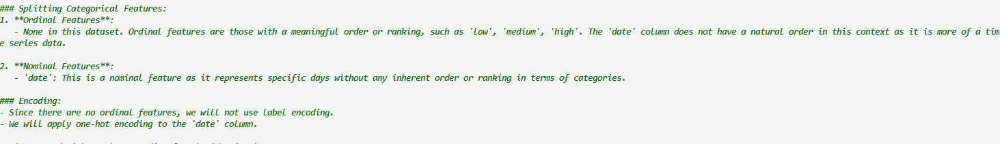 ### Splitting Categorical Features:
1. **Ordinal Features**:
   - None in this dataset. Ordinal features are those with a meaningful order or ranking, such as 'low', 'medium', 'high'. The 'date' column does not have a natural order in this context as it is more of a tim
e series data.

2. **Nominal Features**:
   - 'date': This is a nominal feature as it represents specific days without any inherent order or ranking in terms of categories.

### Encoding:
- Since there are no ordinal features, we will not use label encoding.
- We will apply one-hot encoding to the 'date' column.